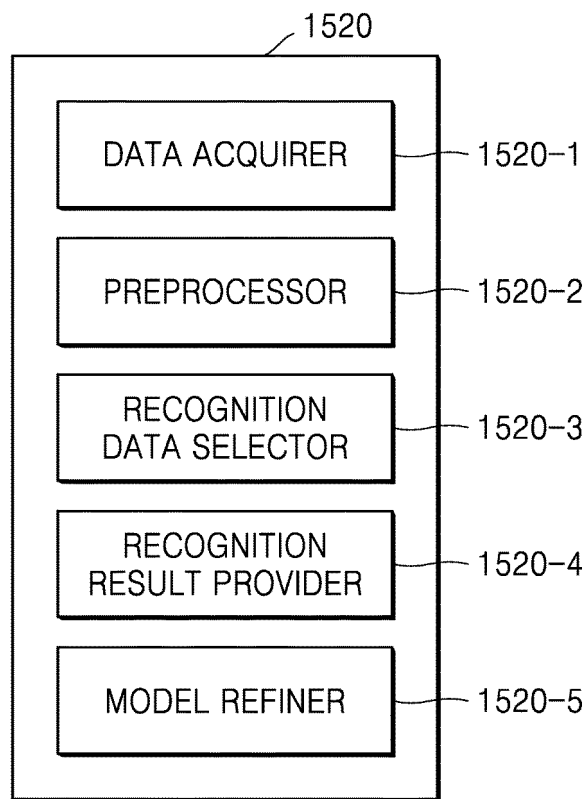 1520
DATA ACQUIRER
1520-1
PREPROCESSOR
1520-2
RECOGNITION
DATA SELECTOR
1520-3
RECOGNITION
RESULT PROVIDER
1520-4
MODEL REFINER
1520-5